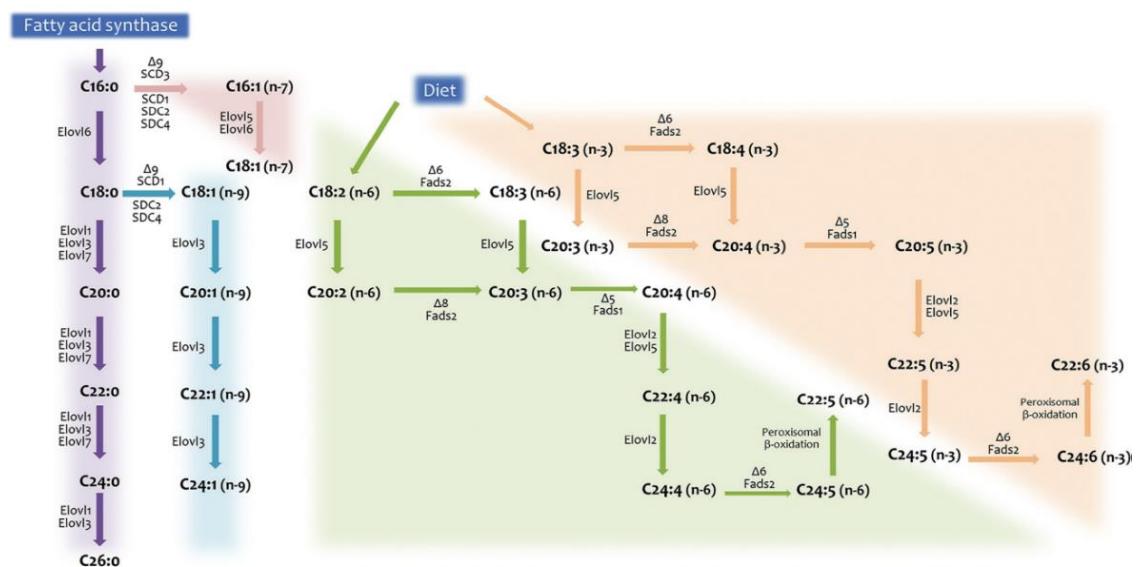 Fatty acid synthase
C16:0
Δ9
SCD3
SCD1
SDC2
SDC4
C16:1 (n-7)
Elovl5
Elovl6
C18:1 (n-7)
Elovl6
C18:0
Δ9
SCD1
SDC2
SDC4
C18:1 (n-9)
Elovl1
Elovl3
Elovl7
Elovl3
C20:0
C20:1 (n-9)
Elovl1
Elovl3
Elovl7
Elovl3
C22:0
C22:1 (n-9)
Elovl1
Elovl3
Elovl7
Elovl3
C24:0
C24:1 (n-9)
Elovl1
Elovl3
C26:0
Diet
C18:2 (n-6)
Δ6
Fads2
C18:3 (n-6)
Elovl5
Elovl5
C20:2 (n-6)
Δ8
Fads2
C20:3 (n-6)
Δ5
Fads1
C20:4 (n-6)
Elovl2
Elovl5
C22:4 (n-6)
Elovl2
C24:4 (n-6)
Δ6
Fads2
C24:5 (n-6)
Peroxisomal
β-oxidation
C22:5 (n-6)
C18:3 (n-3)
Δ6
Fads2
C18:4 (n-3)
Elovl5
Elovl5
C20:3 (n-3)
Δ8
Fads2
C20:4 (n-3)
Δ5
Fads1
C20:5 (n-3)
Elovl2
Elovl5
C22:5 (n-3)
Elovl2
C24:5 (n-3)
Δ6
Fads2
C24:6 (n-3)(
Peroxisomal
β-oxidation
C22:6 (n-3)